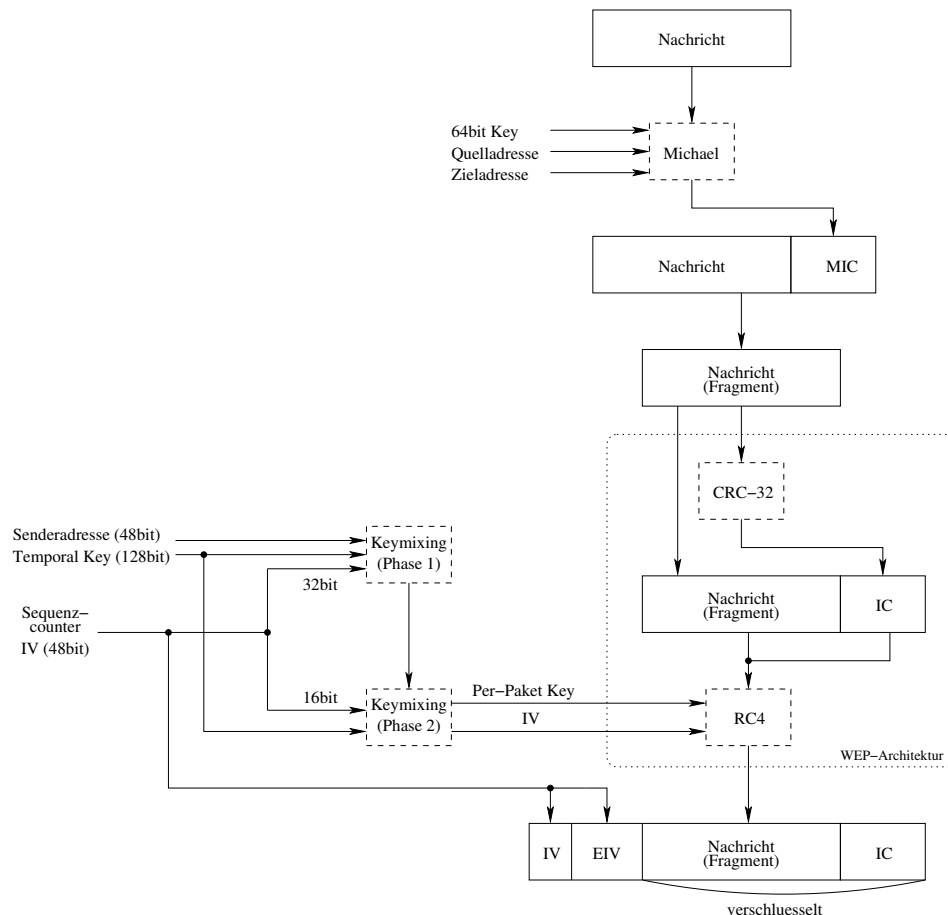 Nachricht
64bit Key
Quelladresse
Zieladresse
Michael
Nachricht
MIC
Nachricht
(Fragment)
CRC−32
Senderadresse (48bit)
Temporal Key (128bit)
Keymixing
(Phase 1)
32bit
Sequenz−
counter
IV (48bit)
Nachricht
(Fragment)
IC
16bit
Keymixing
(Phase 2)
Per−Paket Key
IV
RC4
WEP−Architektur
IV
EIV
Nachricht
(Fragment)
IC
verschluesselt